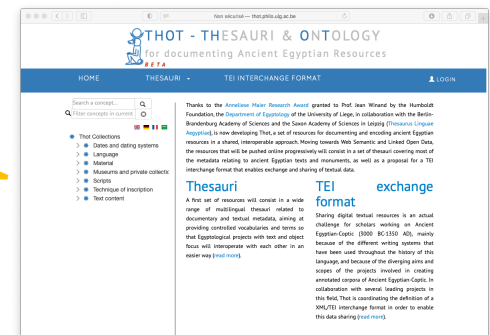 Non sécurisé — thot.philo.ulg.ac.be
THOT - THESAURI & ONTOLOGY
for documenting Ancient Egyptian Resources
BETA
HOME THESAURI TEI INTERCHANGE FORMAT LOGIN
Search a concept...
Filter concepts in current
Thot Collections
Dates and dating systems
Language
Material
Museums and private collectic
Scripts
Technique of inscription
Text content
Thanks to the Anneliese Maier Research Award granted to Prof. Jean Winand by the Humboldt
Foundation, the Department of Egyptology of the University of Liege, in collaboration with the Berlin-
Brandenburg Academy of Sciences and the Saxon Academy of Sciences in Leipzig (Thesaurus Linguae
Aegyptiae), is now developing Thot, a set of resources for documenting and encoding ancient Egyptian
resources in a shared, interoperable approach. Moving towards Web Semantic and Linked Open Data,
the resources that will be pushed online progressively will consist in a set of thesauri covering most of
the metadata relating to ancient Egyptian texts and monuments, as well as a proposal for a TEI
interchange format that enables exchange and sharing of textual data.
Thesauri
A first set of resources will consist in a wide
range of multilingual thesauri related to
documentary and textual metadata, aiming at
providing controlled vocabularies and terms so
that Egyptological projects with text and object
focus will interoperate with each other in an
easier way (read more).
TEI exchange
format
Sharing digital textual resources is an actual
challenge for scholars working on Ancient
Egyptian-Coptic (3000 BC-1350 AD), mainly
because of the different writing systems that
have been used throughout the history of this
language, and because of the diverging aims and
scopes of the projects involved in creating
annotated corpora of Ancient Egyptian-Coptic. In
collaboration with several leading projects in
this field, Thot is coordinating the definition of a
XML/TEI interchange format in order to enable
this data sharing (read more).